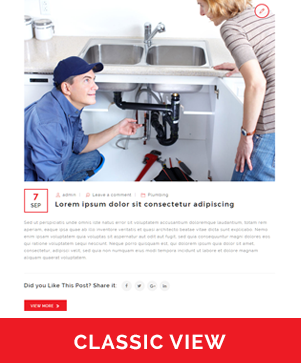 7
SEP
admin
Leave a comment
Plumbing
Lorem ipsum dolor sit consectetur adipiscing
Sed ut perspiciatis unde omnis iste natus error sit voluptatem accusantium doloremque laudantium, totam rem
aperiam, eaque ipsa quae ab illo inventore veritatis et quasi architecto beatae vitae dicta sunt explicabo. Nemo
enim ipsam voluptatem quia voluptas sit aspernatur aut odit aut fugit, sed quia consequuntur magni dolores eos
qui ratione voluptatem sequi nesciunt. Neque porro quisquam est, qui dolorem ipsum quia dolor sit amet,
consectetur, adipisci velit, sed quia non numquam eius modi tempora incidunt ut labore et dolore magnam
aliquam quaerat voluptatem.
Did you Like This Post? Share it:
VIEW MORE
CLASSIC VIEW